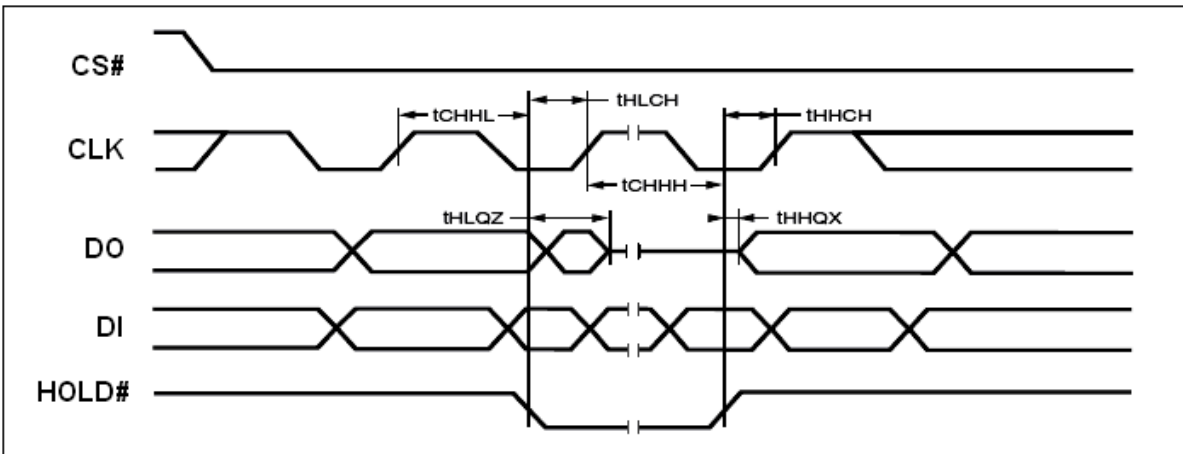 CS#
tHLCH
tCHHL
tHHCH
CLK
tCHHH
tHLQZ
tHHQX
DO
DI
HOLD#